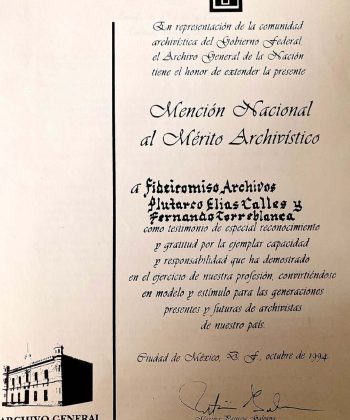 En representación de la comunidad
archivística del Gobierno Federal,
el Archivo General de la Nación
tiene el honor de extender la presente
Mención Nacional
al Mérito Archivístico
a Fideicomiso Archivos
Plutarco Elías Calles y
Fernando Torreblanca
como testimonio de especial reconocimiento
y gratitud por la ejemplar capacidad
y responsabilidad que ha demostrado
en el ejercicio de nuestra profesión, convirtiéndose
en modelo y estímulo para las generaciones
presentes y futuras de archivistas
de nuestro país.
Ciudad de México, D. F. octubre de 1994.
ARCHIVO GENERAL